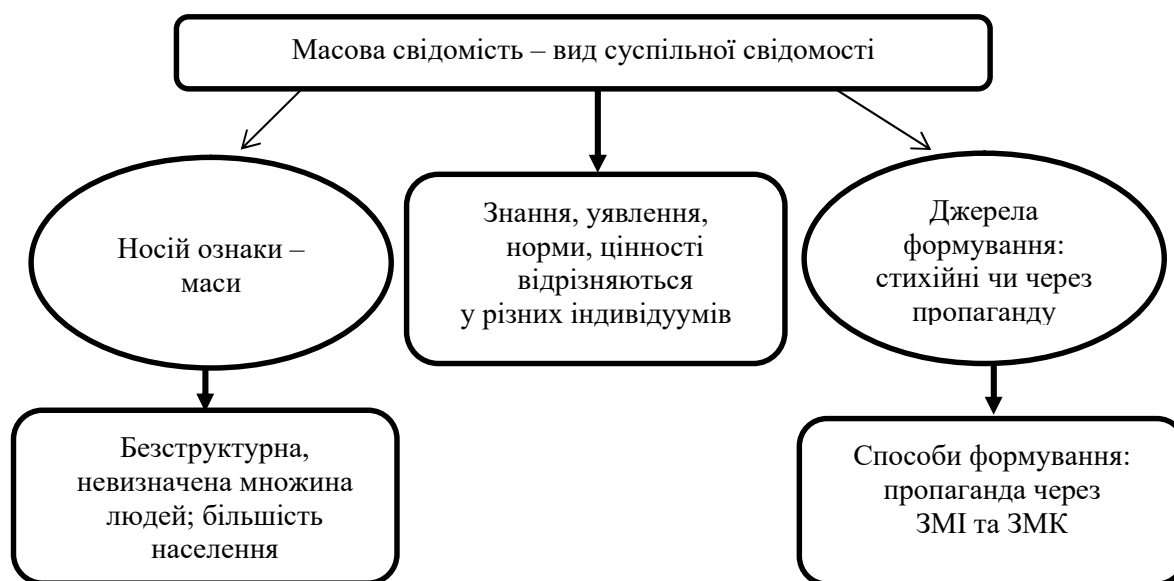 Масова свідомість – вид суспільної свідомості
Носій ознаки –
маси
Знання, уявлення,
норми, цінності
відрізняються
у різних індивідуумів
Джерела
формування:
стихійні чи через
пропаганду
Безструктурна,
невизначена множина
людей; більшість
населення
Способи формування:
пропаганда через
ЗМІ та ЗМК